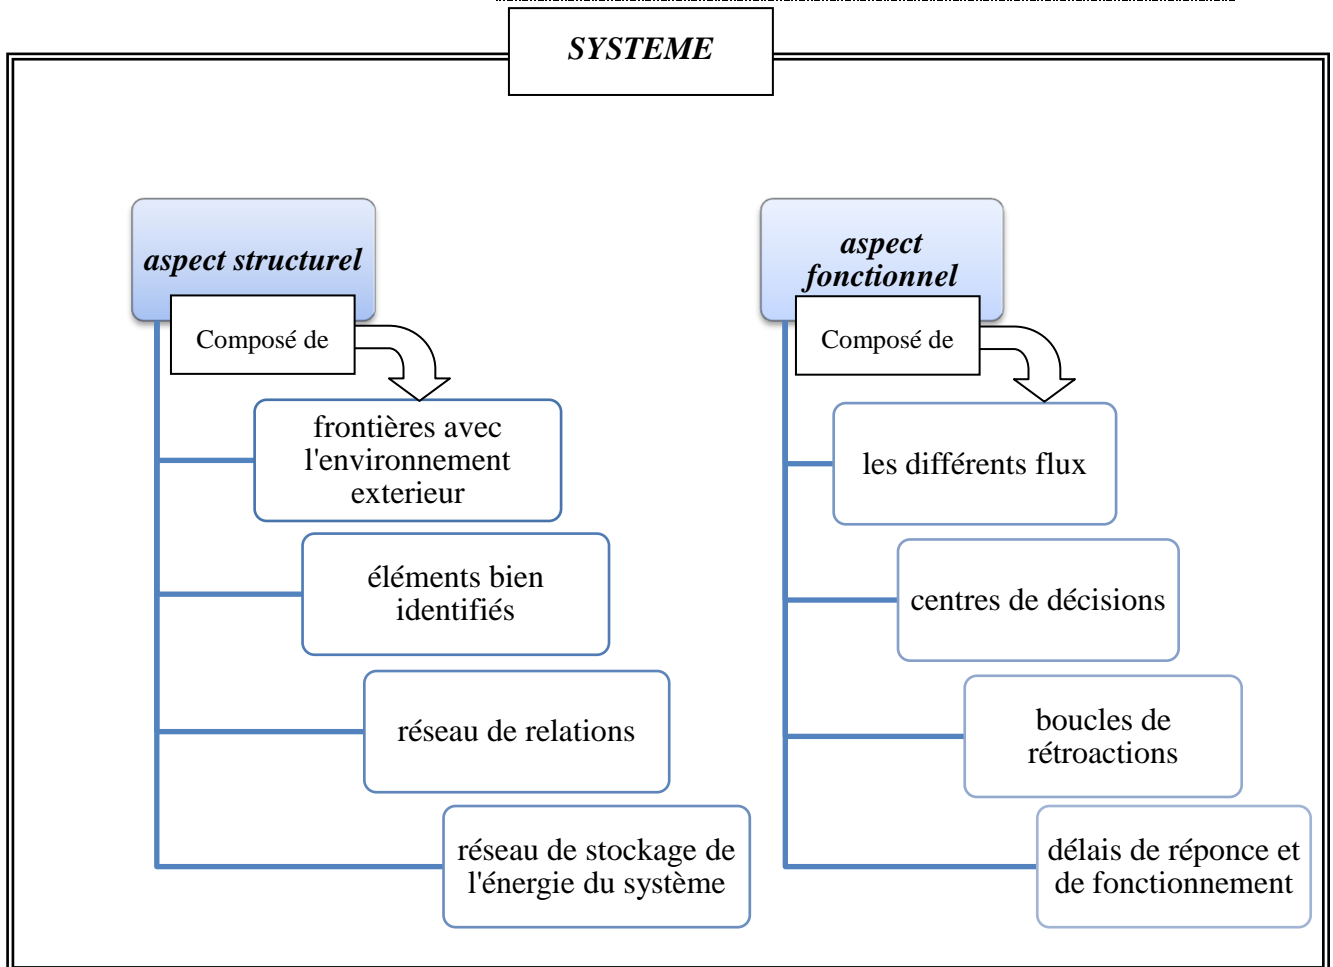 SYSTEME
aspect structurel
Composé de
frontières avec
l'environnement
exterieur
éléments bien
identifiés
réseau de relations
réseau de stockage de
l'énergie du système
aspect
fonctionnel
Composé de
les différents flux
centres de décisions
boucles de
rétroactions
délais de réponce et
de fonctionnement